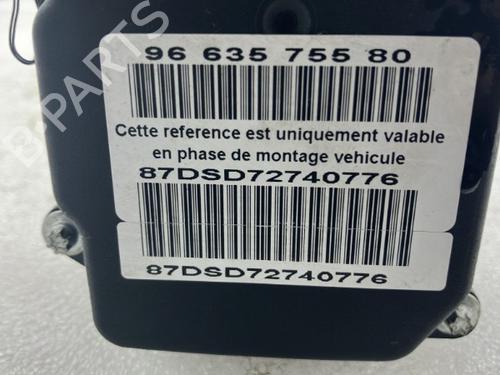 96 635 755 80
Cette reference est uniquement valable
en phase de montage vehicule
87DSD72740776
87DSD72740776
B-PARTS